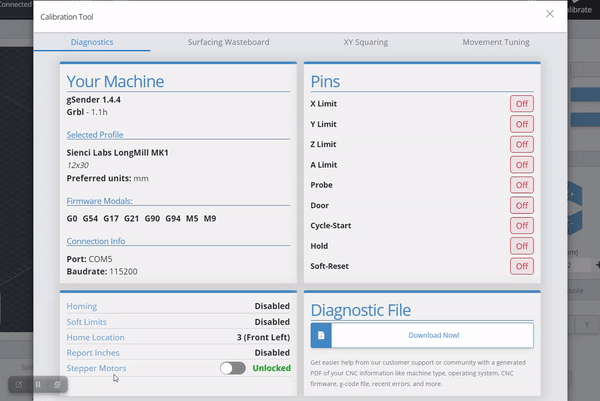 Connected
Calibration Tool
alibrate
Diagnostics
Surfacing Wasteboard
XY Squaring
Movement Tuning
Your Machine
gSender 1.4.4
Grbl - 1.1h
Selected Profile
Sienci Labs LongMill MK1
12x30
Preferred units: mm
Firmware Modals:
G0 G54 G17 G21 G90 G94 M5 M9
Connection Info
Port: COM5
Baudrate: 115200
Pins
X Limit Off
Y Limit Off
Z Limit Off
A Limit Off
Probe Off
Door Off
Cycle-Start Off
Hold Off
Soft-Reset Off
Homing Disabled
Soft Limits Disabled
Home Location 3 (Front Left)
Report Inches Disabled
Stepper Motors Unlocked
Diagnostic File
Download Now!
Get easier help from our customer support or community with a generated
PDF of your CNC information like machine type, operating system, CNC
firmware, g-code file, recent errors, and more.